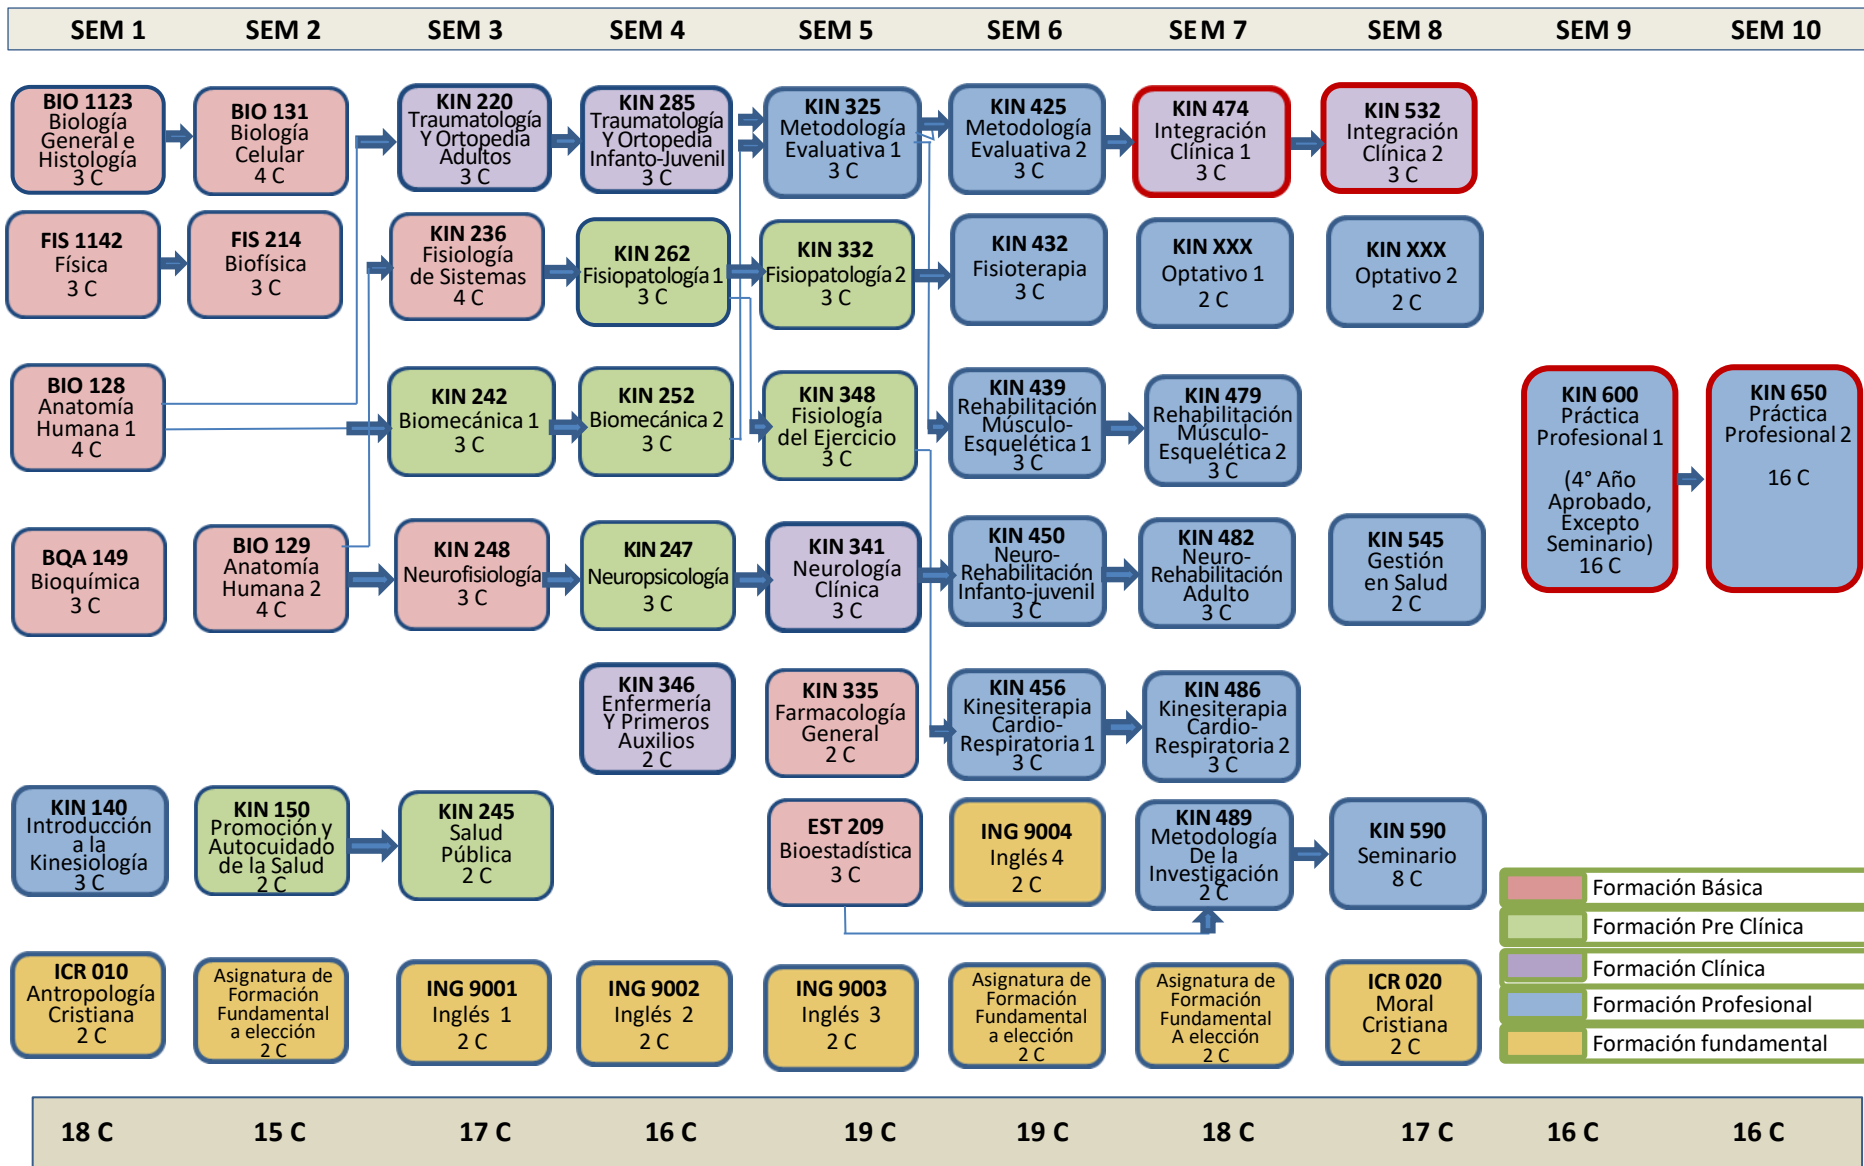 SEM 1 SEM 2 SEM 3 SEM 4 SEM 5 SEM 6 SEM 7 SEM 8 SEM 9 SEM 10
BIO 1123
Biología
General e
Histología
3 C
BIO 131
Biología
Celular
4 C
KIN 220
Traumatología
Y Ortopedia
Adultos
3 C
KIN 285
Traumatología
Y Ortopedia
Infanto-Juvenil
3 C
KIN 325
Metodología
Evaluativa 1
3 C
KIN 425
Metodología
Evaluativa 2
3 C
KIN 474
Integración
Clínica 1
3 C
KIN 532
Integración
Clínica 2
3 C
FIS 1142
Física
3 C
FIS 214
Biofísica
3 C
KIN 236
Fisiología
de Sistemas
4 C
KIN 262
Fisiopatología 1
3 C
KIN 332
Fisiopatología 2
3 C
KIN 432
Fisioterapia
3 C
KIN XXX
Optativo 1
2 C
KIN XXX
Optativo 2
2 C
BIO 128
Anatomía
Humana 1
4 C
KIN 242
Biomecánica 1
3 C
KIN 252
Biomecánica 2
3 C
KIN 348
Fisiología
del Ejercicio
3 C
KIN 439
Rehabilitación
Músculo-
Esquelética 1
3 C
KIN 479
Rehabilitación
Músculo-
Esquelética 2
3 C
KIN 600
Práctica
Profesional 1
(4° Año
Aprobado,
Excepto
Seminario)
16 C
KIN 650
Práctica
Profesional 2
16 C
BQA 149
Bioquímica
3 C
BIO 129
Anatomía
Humana 2
4 C
KIN 248
Neurofisiología
3 C
KIN 247
Neuropsicología
3 C
KIN 341
Neurología
Clínica
3 C
KIN 450
Neuro-
Rehabilitación
Infanto-juvenil
3 C
KIN 482
Neuro-
Rehabilitación
Adulto
3 C
KIN 545
Gestión
en Salud
2 C
KIN 346
Enfermería
Y Primeros
Auxilios
2 C
KIN 335
Farmacología
General
2 C
KIN 456
Kinesiterapia
Cardio-
Respiratoria 1
3 C
KIN 486
Kinesiterapia
Cardio-
Respiratoria 2
3 C
KIN 140
Introducción
a la
Kinesiología
3 C
KIN 150
Promoción y
Autocuidado
de la Salud
2 C
KIN 245
Salud
Pública
2 C
EST 209
Bioestadística
3 C
ING 9004
Inglés 4
2 C
KIN 489
Metodología
De la
Investigación
2 C
KIN 590
Seminario
8 C
ICR 010
Antropología
Cristiana
2 C
Asignatura de
Formación
Fundamental
a elección
2 C
ING 9001
Inglés 1
2 C
ING 9002
Inglés 2
2 C
ING 9003
Inglés 3
2 C
Asignatura de
Formación
Fundamental
a elección
2 C
Asignatura de
Formación
Fundamental
A elección
2 C
ICR 020
Moral
Cristiana
2 C
Formación Básica
Formación Pre Clínica
Formación Clínica
Formación Profesional
Formación fundamental
18 C 15 C 17 C 16 C 19 C 19 C 18 C 17 C 16 C 16 C